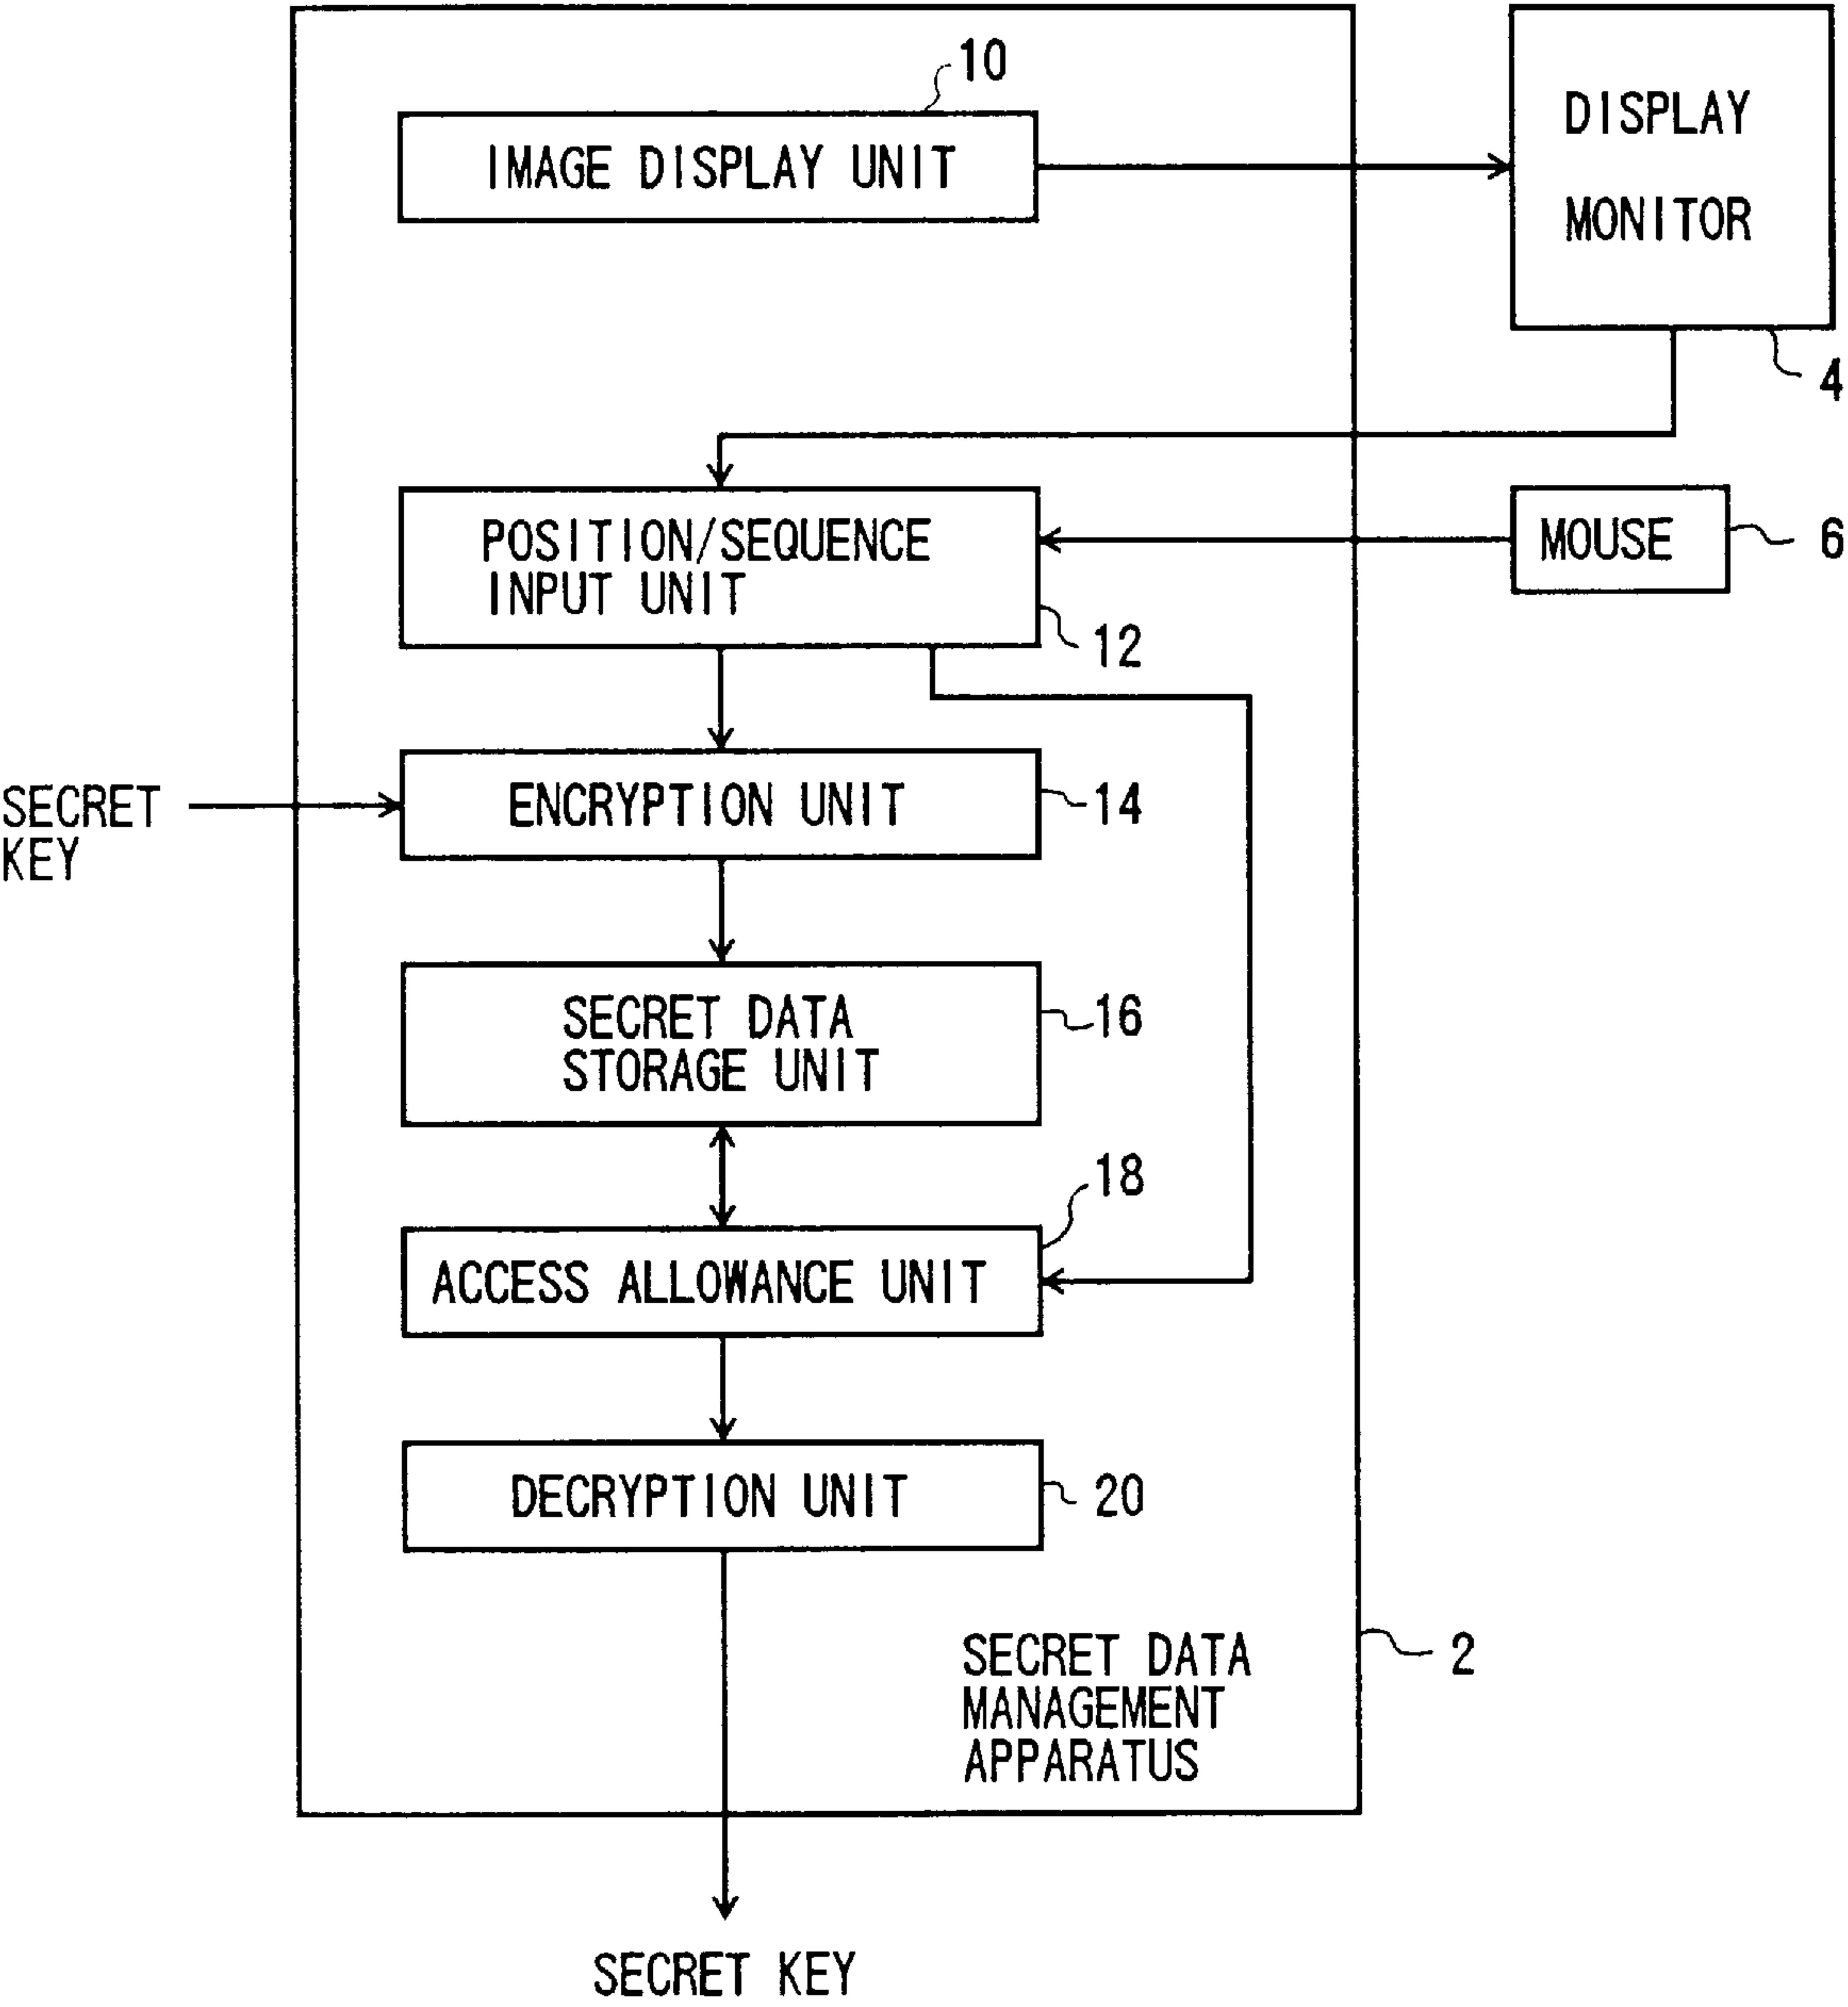 10
IMAGE DISPLAY UNIT
DISPLAY
MONITOR
4
POSITION/SEQUENCE
INPUT UNIT
12
MOUSE
6
SECRET
KEY
ENCRYPTION UNIT
14
SECRET DATA
STORAGE UNIT
16
18
ACCESS ALLOWANCE UNIT
DECRYPTION UNIT
20
SECRET DATA
MANAGEMENT
APPARATUS
2
SECRET KEY